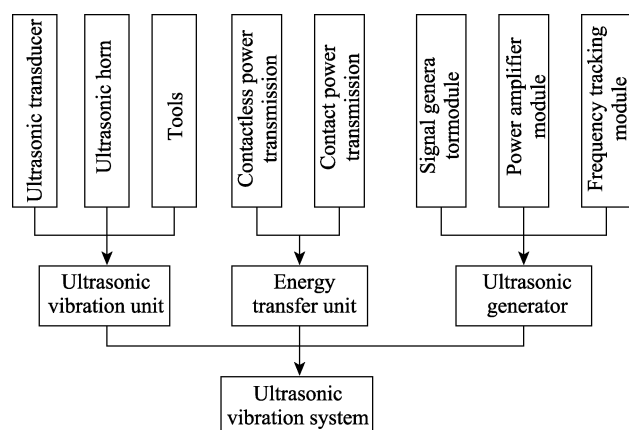 Ultrasonic transducer
Ultrasonic horn
Tools
Contactless power
transmission
Contact power
transmission
Signal genera
tormodule
Power amplifier
module
Frequency tracking
module
Ultrasonic
vibration unit
Energy
transfer unit
Ultrasonic
generator
Ultrasonic
vibration system